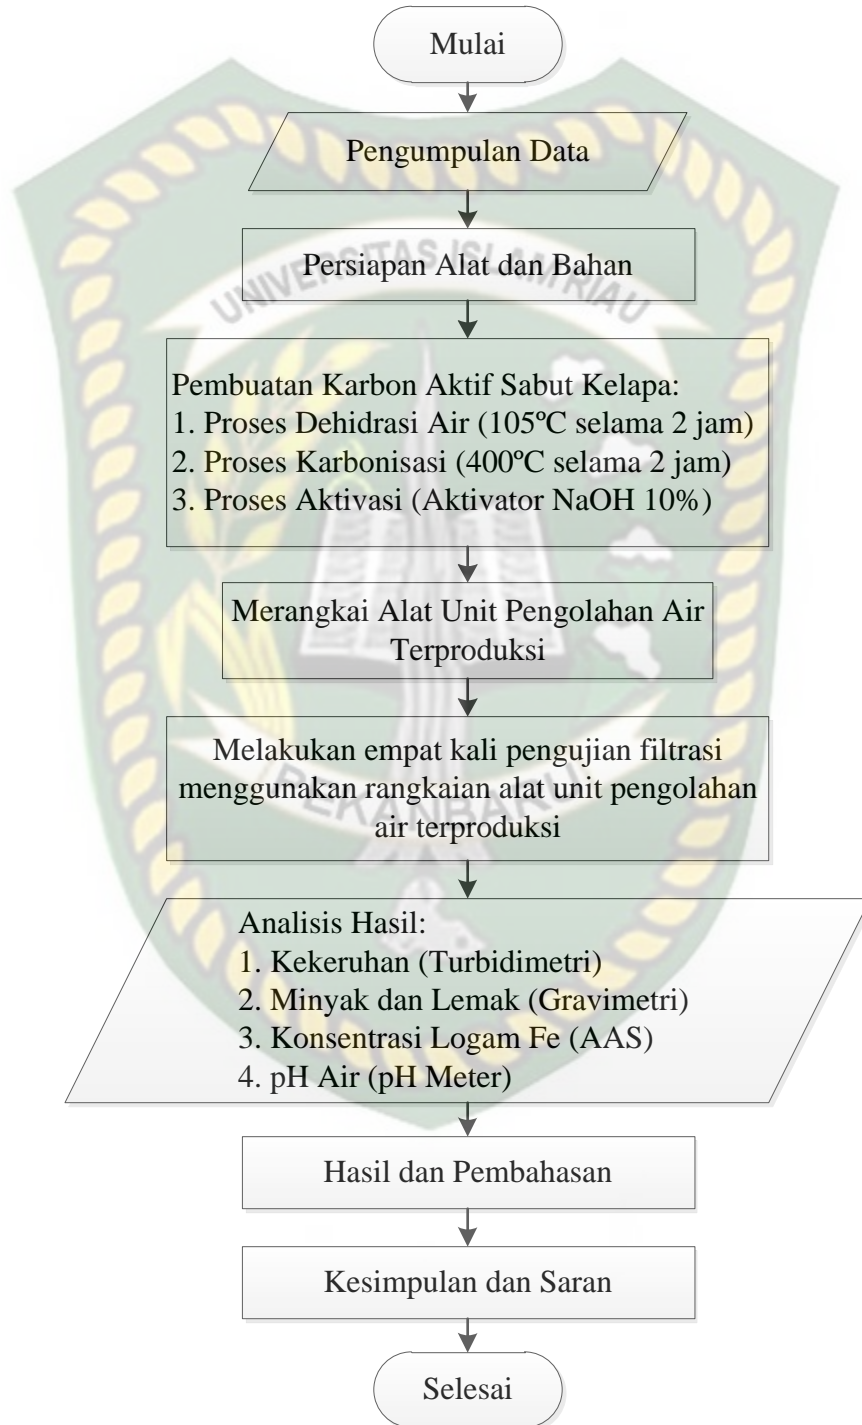 Mulai
Pengumpulan Data
UNIVERSITAS ISLAM RIAU
Persiapan Alat dan Bahan
Pembuatan Karbon Aktif Sabut Kelapa:
1. Proses Dehidrasi Air (105ºC selama 2 jam)
2. Proses Karbonisasi (400ºC selama 2 jam)
3. Proses Aktivasi (Aktivator NaOH 10%)
Merangkai Alat Unit Pengolahan Air
Terproduksi
Melakukan empat kali pengujian filtrasi
menggunakan rangkaian alat unit pengolahan
air terproduksi
PEKANBARU
Analisis Hasil:
1. Kekeruhan (Turbidimetri)
2. Minyak dan Lemak (Gravimetri)
3. Konsentrasi Logam Fe (AAS)
4. pH Air (pH Meter)
Hasil dan Pembahasan
Kesimpulan dan Saran
Selesai